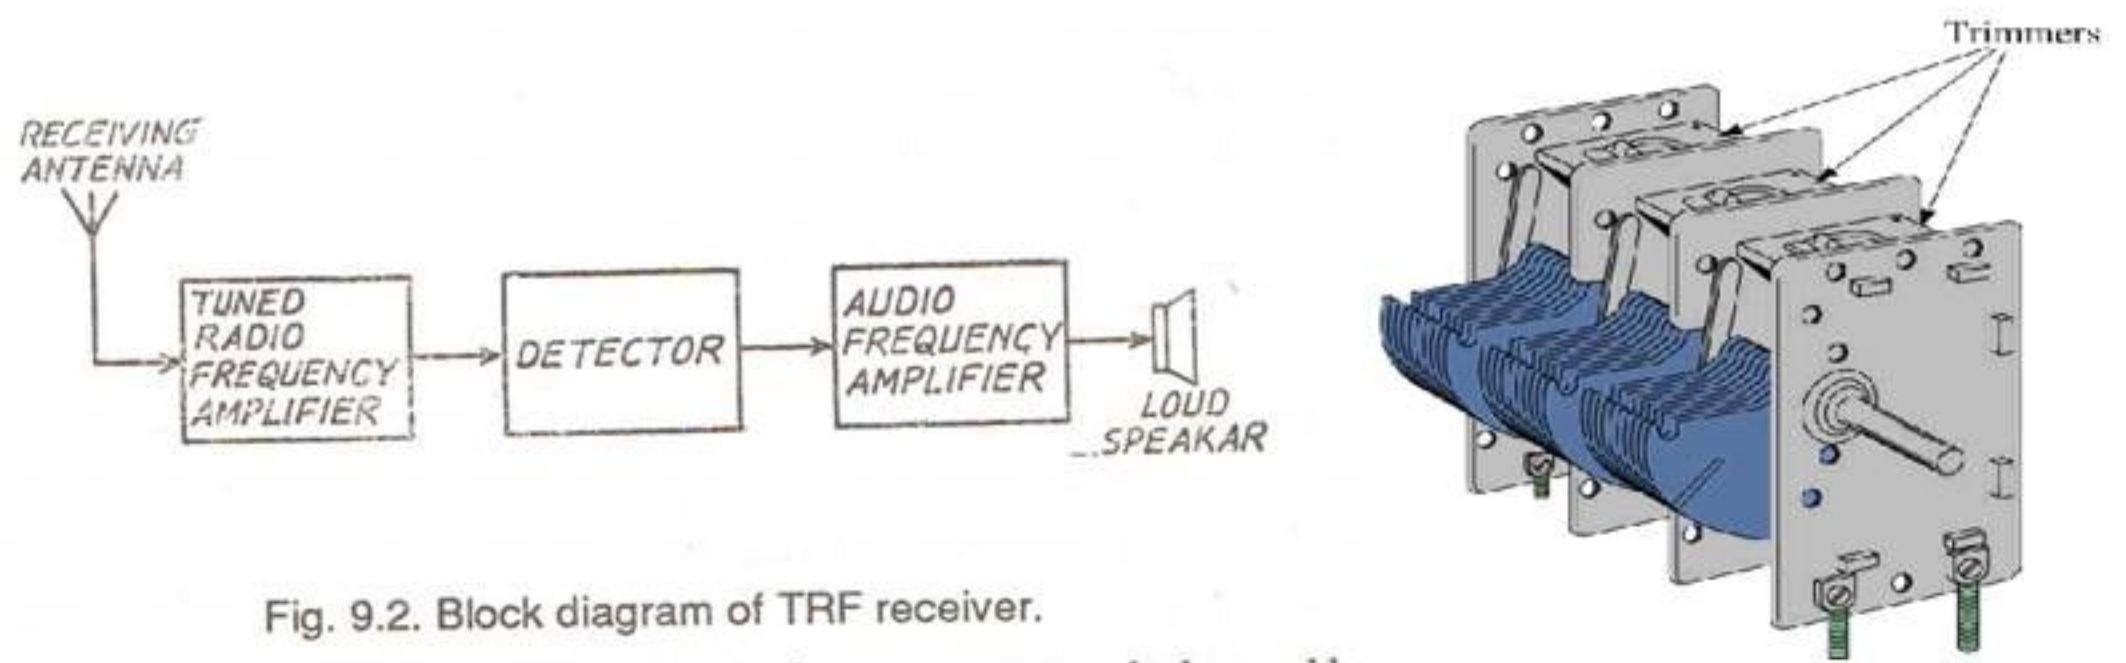 RECEIVING
ANTENNA
TUNED
RADIO
FREQUENCY
AMPLIFIER
DETECTOR
AUDIO
FREQUENCY
AMPLIFIER
LOUD
SPEAKAR
Fig. 9.2. Block diagram of TRF receiver.
Trimmers